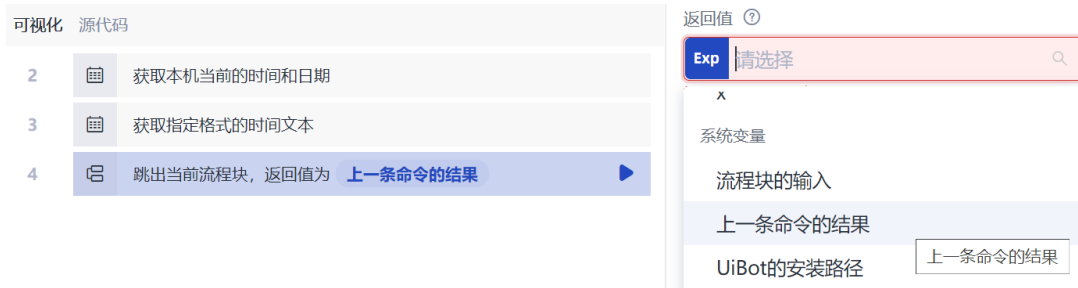 可视化 源代码
2 获取本机当前的时间和日期
3 获取指定格式的时间文本
4 跳出当前流程块，返回值为 上一条命令的结果
返回值 ?
Exp 请选择
x
系统变量
流程块的输入
上一条命令的结果
上一条命令的结果
UiBot的安装路径